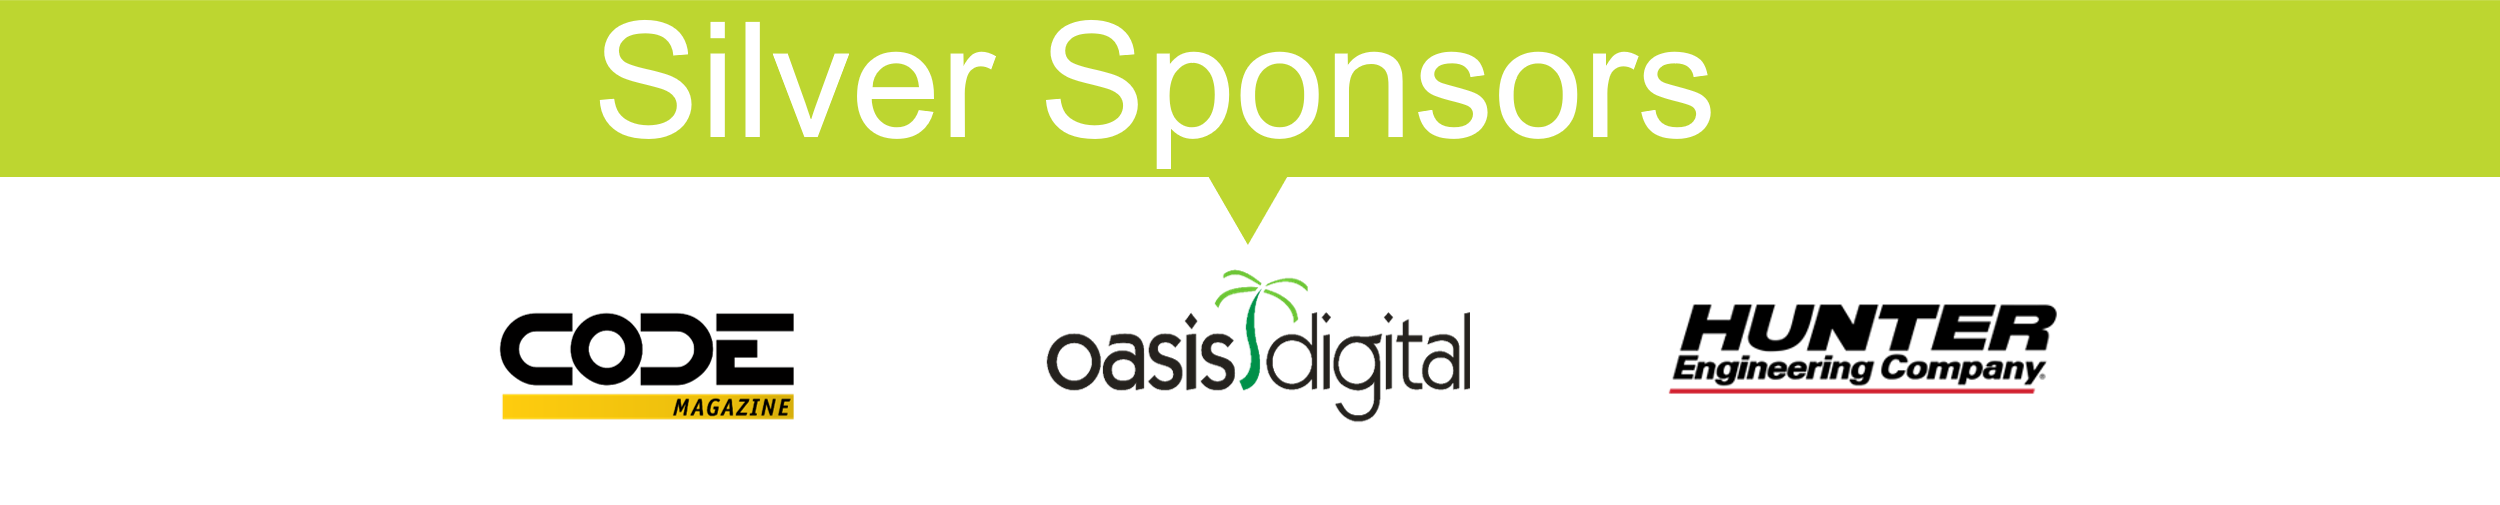 Silver Sponsors
CODE
MAGAZINE
oasis digital
HUNTER
Engineering Company®